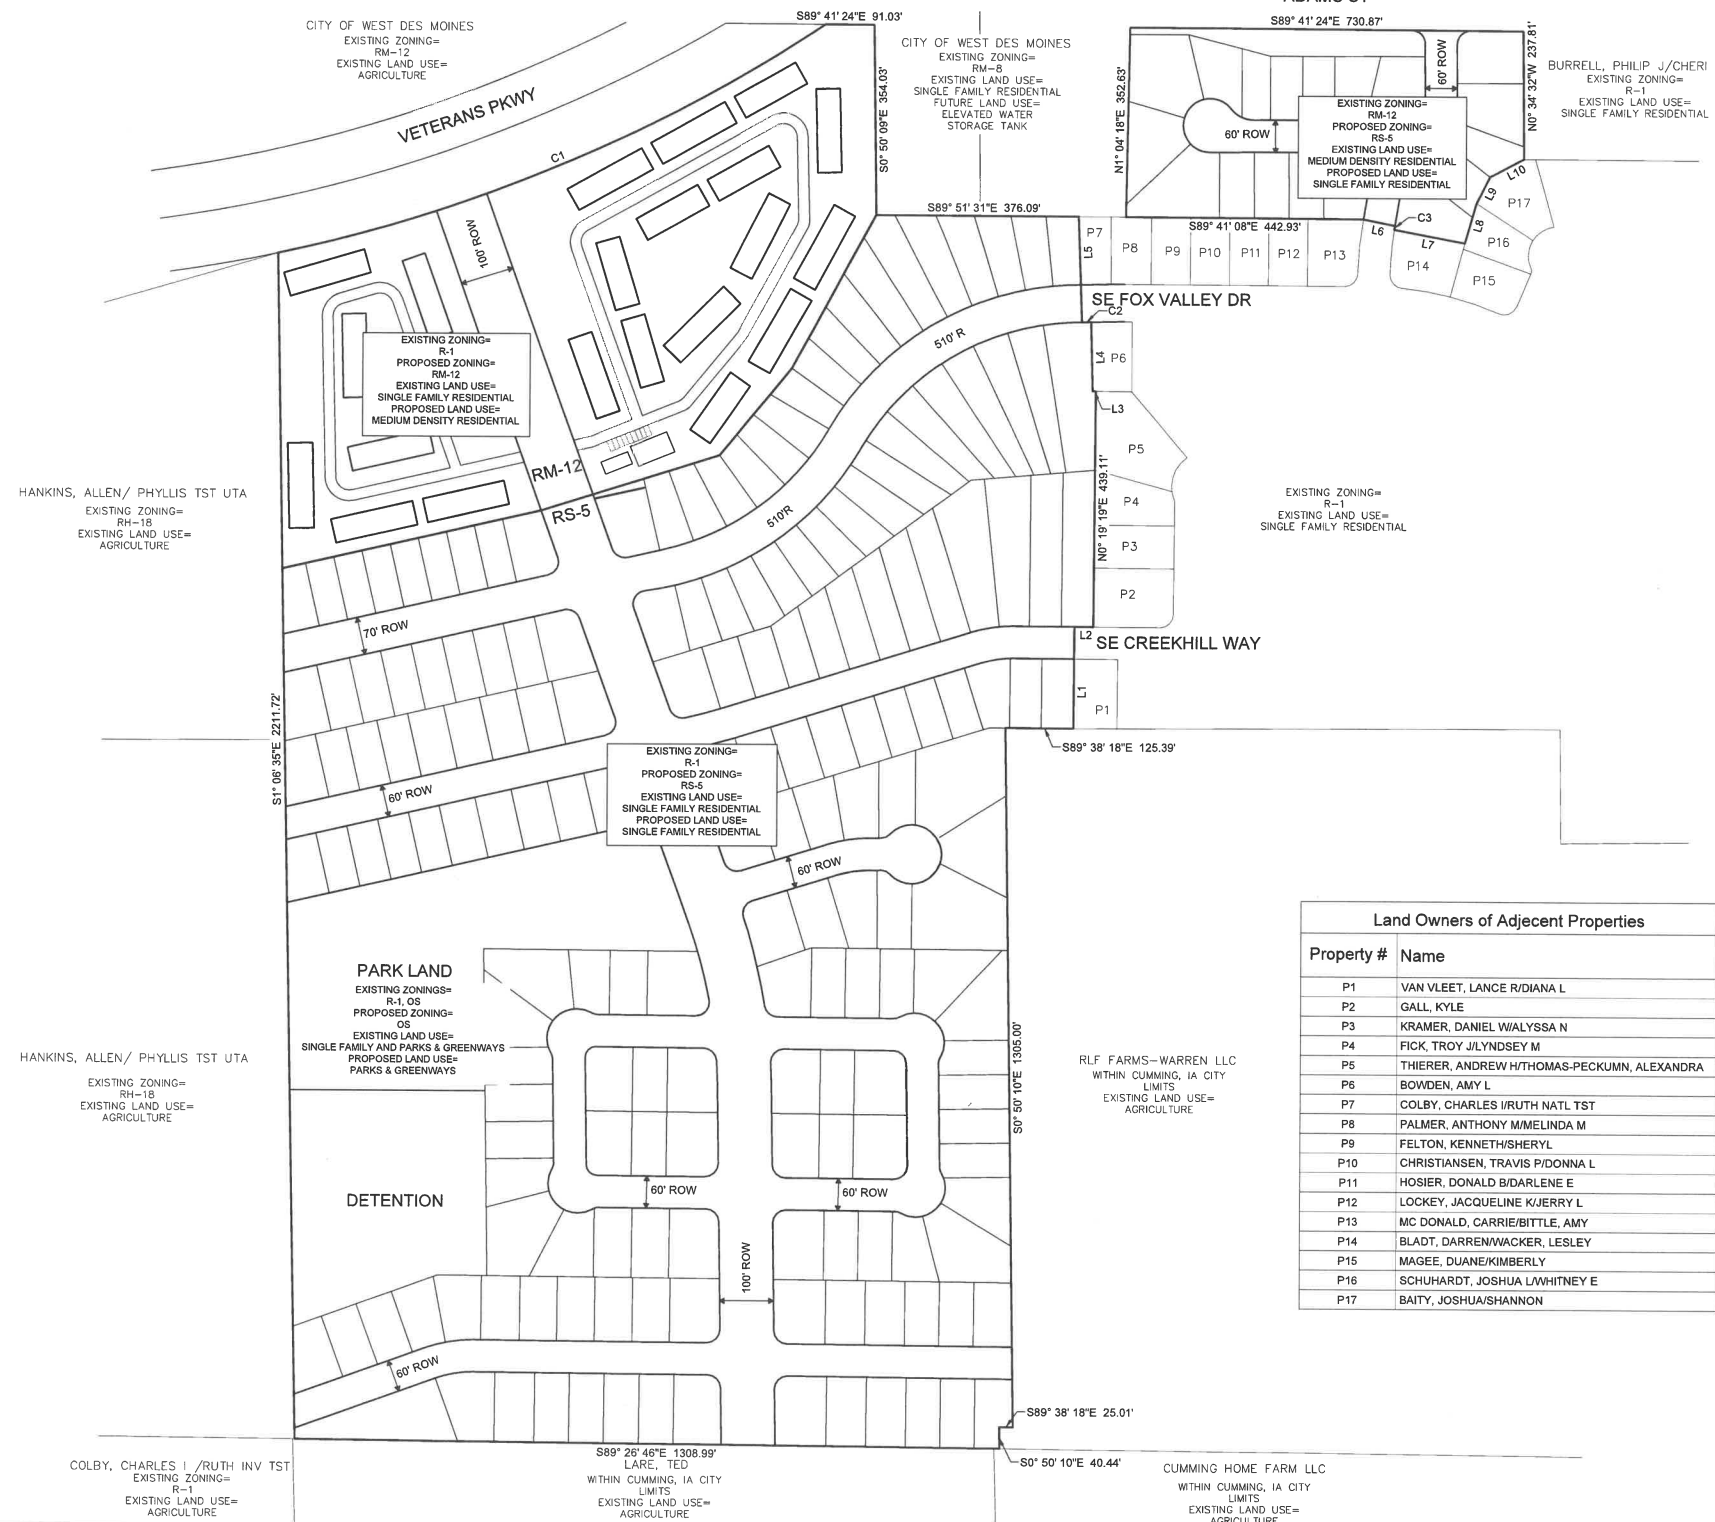 CITY OF WEST DES MOINES
EXISTING ZONING=
RM-12
EXISTING LAND USE=
AGRICULTURE
VETERANS PKWY
C1
S89° 41' 24"E 91.03'
S0° 50' 09"E 354.03'
CITY OF WEST DES MOINES
EXISTING ZONING=
RM-8
EXISTING LAND USE=
SINGLE FAMILY RESIDENTIAL
FUTURE LAND USE=
ELEVATED WATER
STORAGE TANK
S89° 51' 31"E 376.09'
S89° 41' 24"E 730.87'
N0° 34' 32"W 237.81'
N1° 04' 18"E 352.63'
60' ROW
60' ROW
EXISTING ZONING=
RM-12
PROPOSED ZONING=
RS-5
EXISTING LAND USE=
MEDIUM DENSITY RESIDENTIAL
PROPOSED LAND USE=
SINGLE FAMILY RESIDENTIAL
BURRELL, PHILIP J/CHERI
EXISTING ZONING=
R-1
EXISTING LAND USE=
SINGLE FAMILY RESIDENTIAL
L10
L9
L8
P17
P16
P15
P14
L7
C3
L6
S89° 41' 08"E 442.93'
P7
L5
P8
P9
P10
P11
P12
P13
SE FOX VALLEY DR
C2
L4
P6
L3
P5
P4
P3
P2
N0° 19' 19"E 439.11'
510' R
510'R
100' ROW
EXISTING ZONING=
R-1
PROPOSED ZONING=
RM-12
EXISTING LAND USE=
SINGLE FAMILY RESIDENTIAL
PROPOSED LAND USE=
MEDIUM DENSITY RESIDENTIAL
RM-12
RS-5
HANKINS, ALLEN/ PHYLLIS TST UTA
EXISTING ZONING=
RH-18
EXISTING LAND USE=
AGRICULTURE
EXISTING ZONING=
R-1
EXISTING LAND USE=
SINGLE FAMILY RESIDENTIAL
L2
SE CREEKHILL WAY
L1
P1
S89° 38' 18"E 125.39'
70' ROW
S1° 06' 35"E 2211.72'
60' ROW
EXISTING ZONING=
R-1
PROPOSED ZONING=
RS-5
EXISTING LAND USE=
SINGLE FAMILY RESIDENTIAL
PROPOSED LAND USE=
SINGLE FAMILY RESIDENTIAL
60' ROW
PARK LAND
EXISTING ZONINGS=
R-1, OS
PROPOSED ZONING=
OS
EXISTING LAND USE=
SINGLE FAMILY AND PARKS & GREENWAYS
PROPOSED LAND USE=
PARKS & GREENWAYS
HANKINS, ALLEN/ PHYLLIS TST UTA
EXISTING ZONING=
RH-18
EXISTING LAND USE=
AGRICULTURE
S0° 50' 10"E 1305.00'
RLF FARMS-WARREN LLC
WITHIN CUMMING, IA CITY
LIMITS
EXISTING LAND USE=
AGRICULTURE
DETENTION
60' ROW
60' ROW
100' ROW
60' ROW
S89° 38' 18"E 25.01'
S0° 50' 10"E 40.44'
S89° 26' 46"E 1308.99'
LARE, TED
WITHIN CUMMING, IA CITY
LIMITS
EXISTING LAND USE=
AGRICULTURE
COLBY, CHARLES I /RUTH INV TST
EXISTING ZONING=
R-1
EXISTING LAND USE=
AGRICULTURE
CUMMING HOME FARM LLC
WITHIN CUMMING, IA CITY
LIMITS
EXISTING LAND USE=
AGRICULTURE
Land Owners of Adjecent Properties
Property # Name
P1 VAN VLEET, LANCE R/DIANA L
P2 GALL, KYLE
P3 KRAMER, DANIEL W/ALYSSA N
P4 FICK, TROY J/LYNDSEY M
P5 THIERER, ANDREW H/THOMAS-PECKUMN, ALEXANDRA
P6 BOWDEN, AMY L
P7 COLBY, CHARLES I/RUTH NATL TST
P8 PALMER, ANTHONY M/MELINDA M
P9 FELTON, KENNETH/SHERYL
P10 CHRISTIANSEN, TRAVIS P/DONNA L
P11 HOSIER, DONALD B/DARLENE E
P12 LOCKEY, JACQUELINE K/JERRY L
P13 MC DONALD, CARRIE/BITTLE, AMY
P14 BLADT, DARREN/WACKER, LESLEY
P15 MAGEE, DUANE/KIMBERLY
P16 SCHUHARDT, JOSHUA L/WHITNEY E
P17 BAITY, JOSHUA/SHANNON